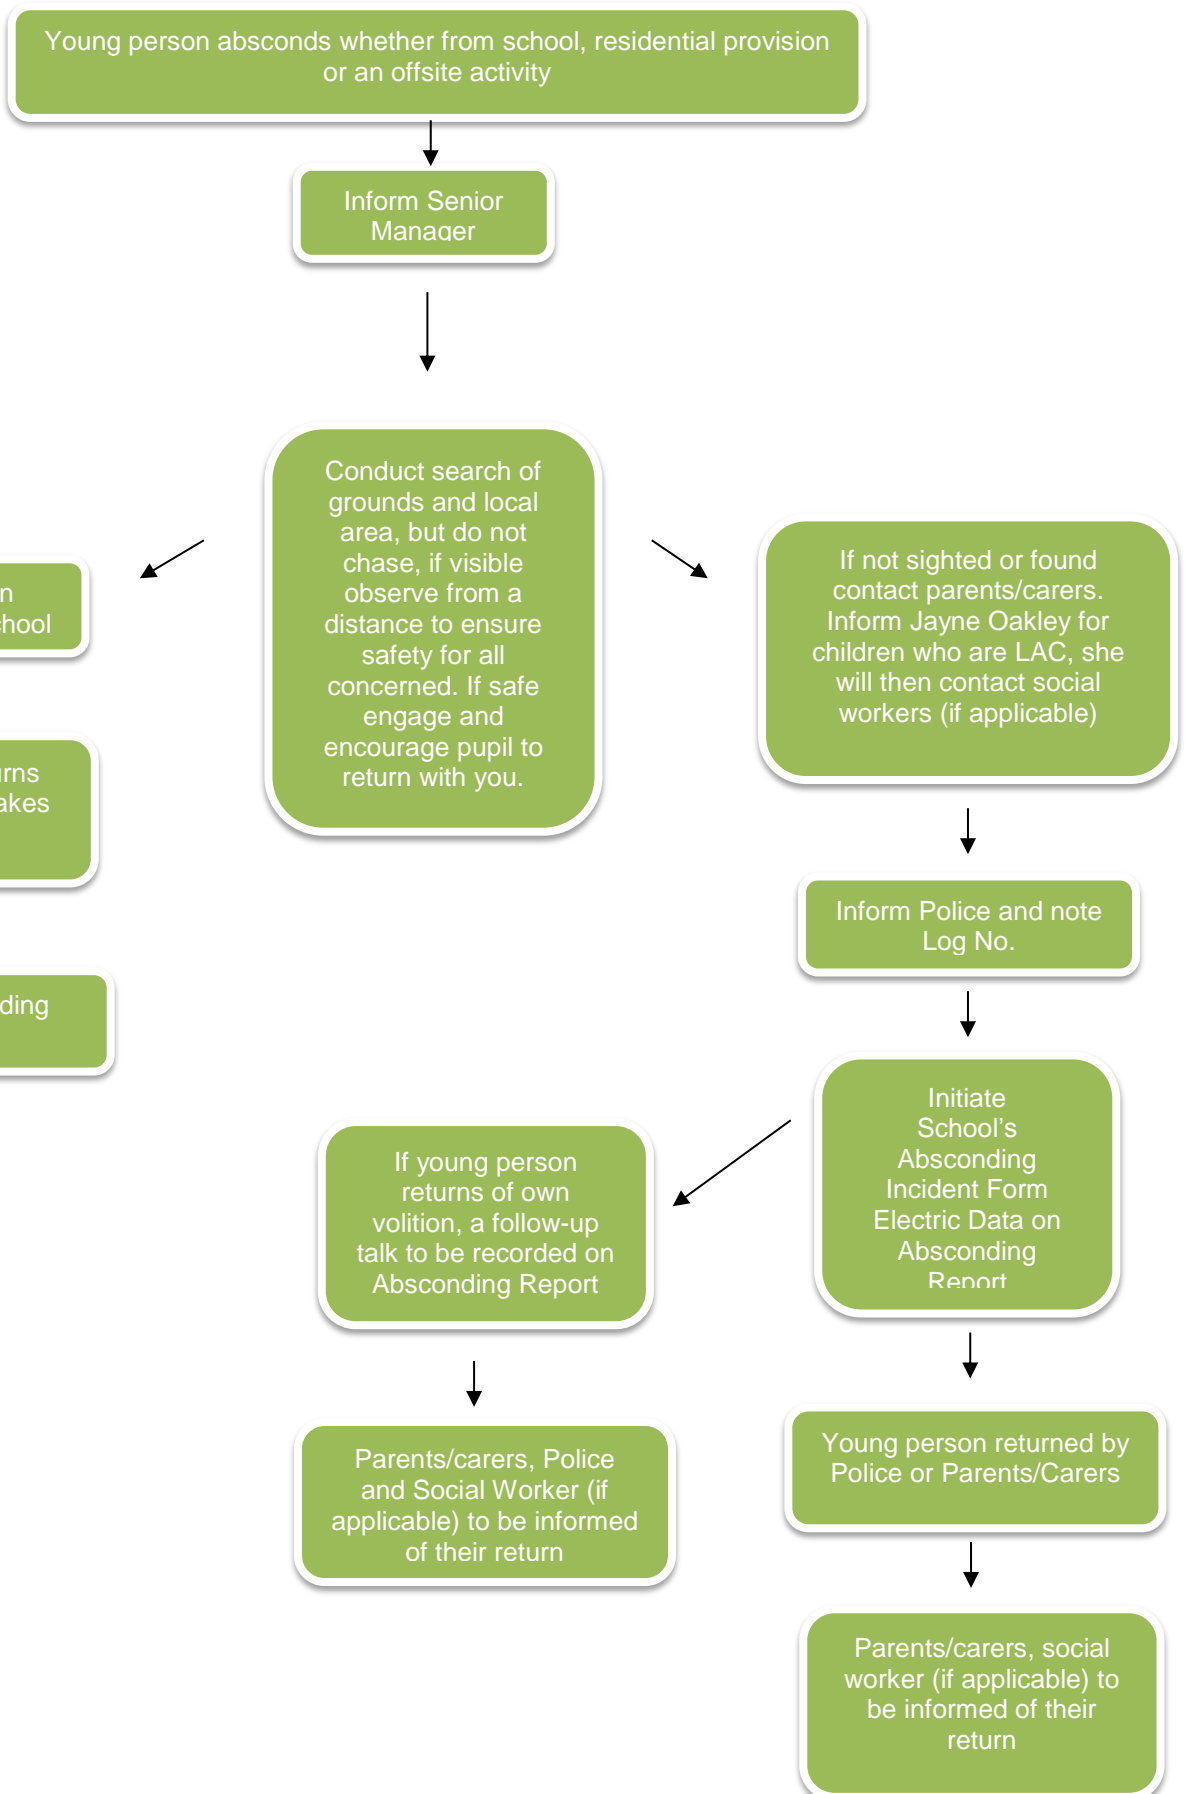 Young person absconds whether from school, residential provision
or an offsite activity
Inform Senior
Manager
Conduct search of
grounds and local
area, but do not
chase, if visible
observe from a
distance to ensure
safety for all
concerned. If safe
engage and
encourage pupil to
return with you.
If not sighted or found
contact parents/carers.
Inform Jayne Oakley for
children who are LAC, she
will then contact social
workers (if applicable)
Inform Police and note
Log No.
Initiate
School’s
Absconding
Incident Form
Electric Data on
Absconding
Report
If young person
returns of own
volition, a follow-up
talk to be recorded on
Absconding Report
Parents/carers, Police
and Social Worker (if
applicable) to be informed
of their return
Young person returned by
Police or Parents/Carers
Parents/carers, social
worker (if applicable) to
be informed of their
return